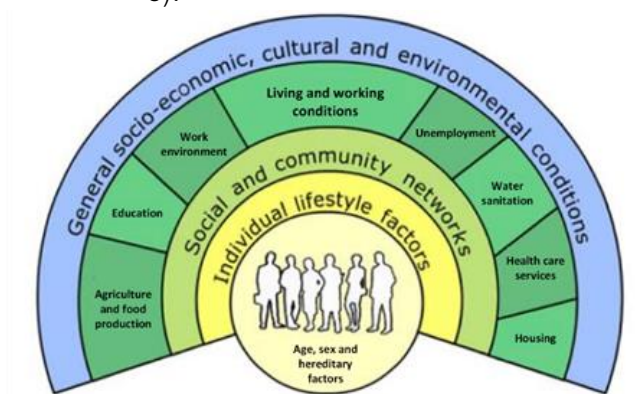 General socio-economic, cultural and environmental conditions
Living and working
conditions
Work
environment
Unemployment
Education
Water
sanitation
Agriculture
and food
production
Health care
services
Housing
Social and community networks
Individual lifestyle factors
Age, sex and
hereditary
factors